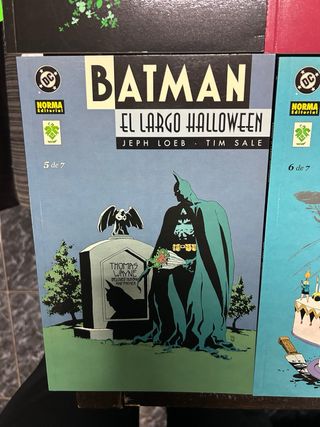 DC
NORMA
Editorial
BATMAN
EL LARGO HALLOWEEN
JEPH LOEB · TIM SALE
5 de 7
THOMAS
WAYNE
DC
NORMA
Editorial
6 de 7